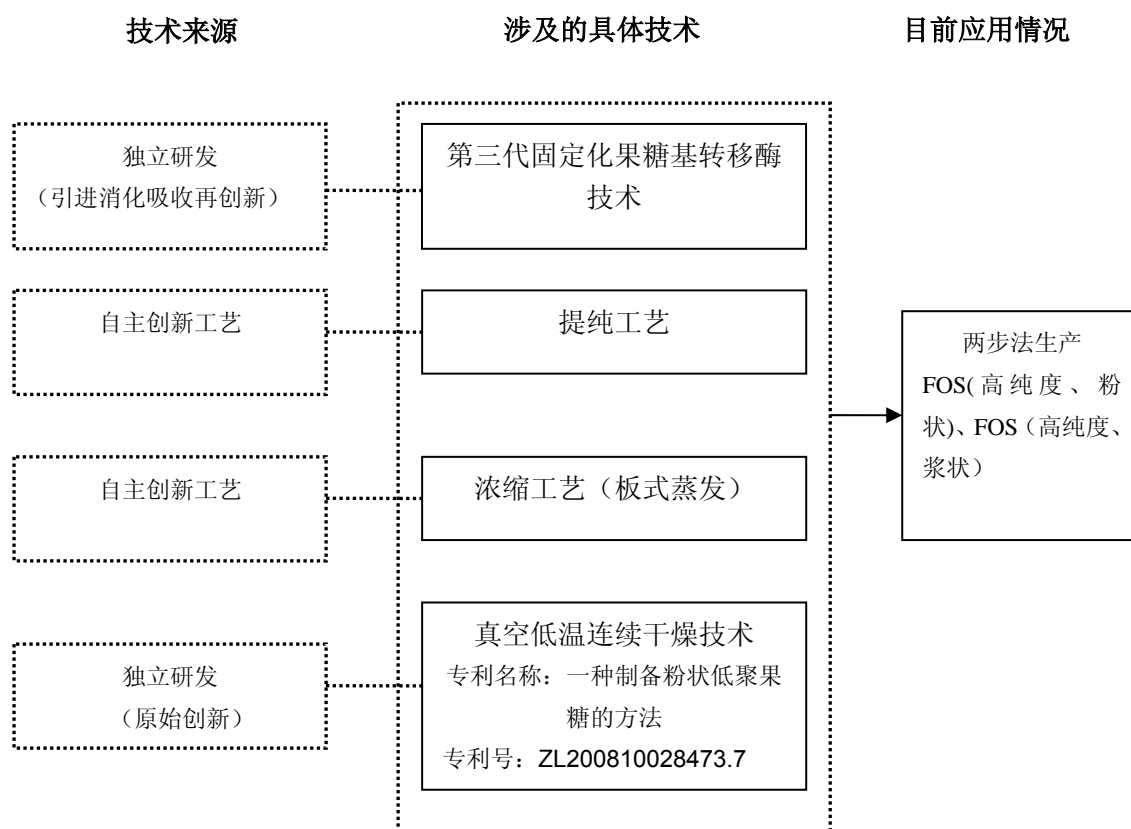 技术来源
涉及的具体技术
目前应用情况
独立研发
（引进消化吸收再创新）
第三代固定化果糖基转移酶
技术
自主创新工艺
提纯工艺
自主创新工艺
浓缩工艺（板式蒸发）
独立研发
（原始创新）
真空低温连续干燥技术
专利名称：一种制备粉状低聚果
糖的方法
专利号：ZL200810028473.7
两步法生产
FOS(高纯度、粉
状)、FOS（高纯度、
浆状）